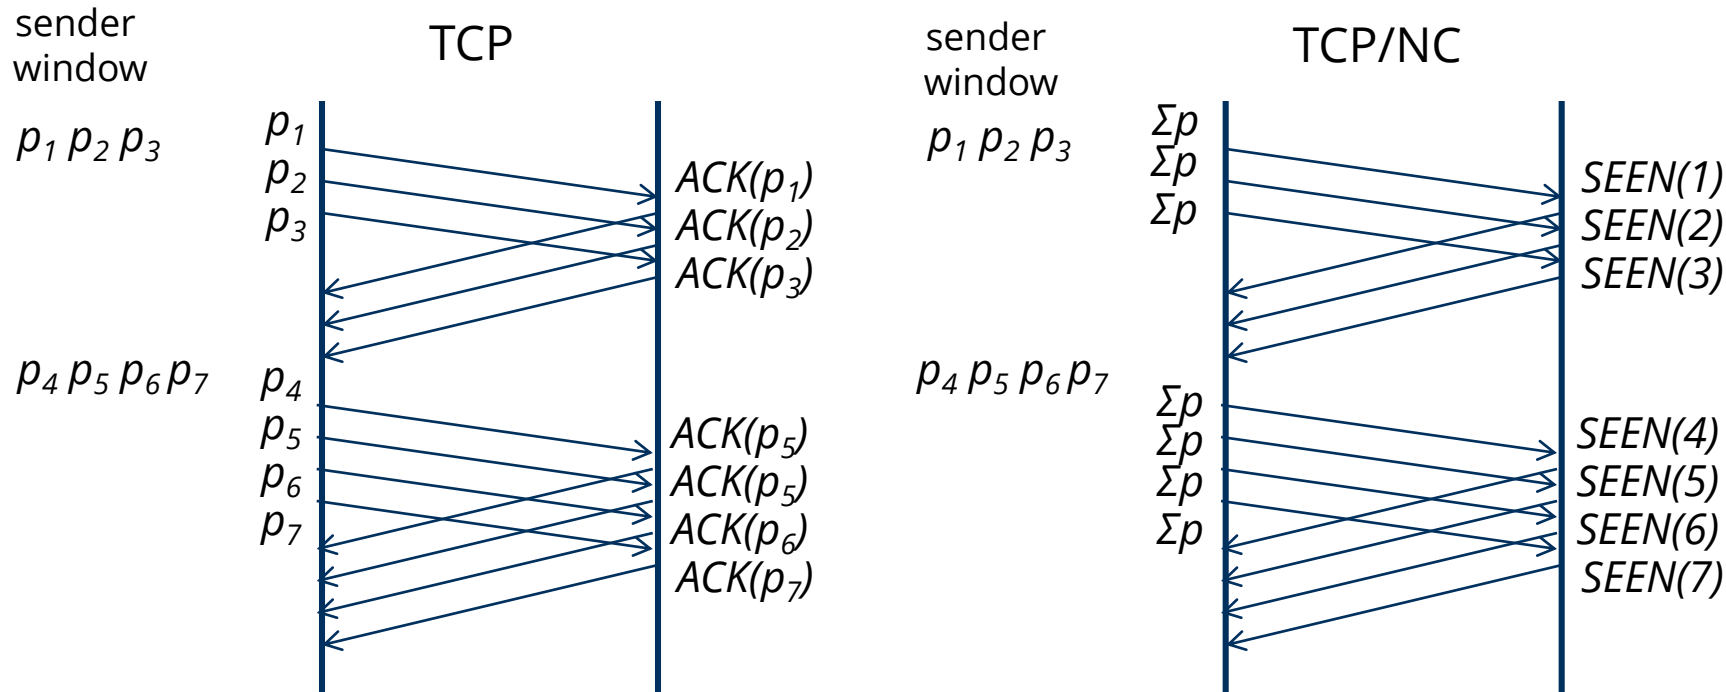 sender
window
TCP
p1 p2 p3
p1
p2
p3
ACK(p1)
ACK(p2)
ACK(p3)
p4 p5 p6 p7
p4
p5
p6
p7
ACK(p5)
ACK(p5)
ACK(p6)
ACK(p7)
sender
window
TCP/NC
p1 p2 p3
Σp
Σp
Σp
SEEN(1)
SEEN(2)
SEEN(3)
p4 p5 p6 p7
Σp
Σp
Σp
Σp
SEEN(4)
SEEN(5)
SEEN(6)
SEEN(7)